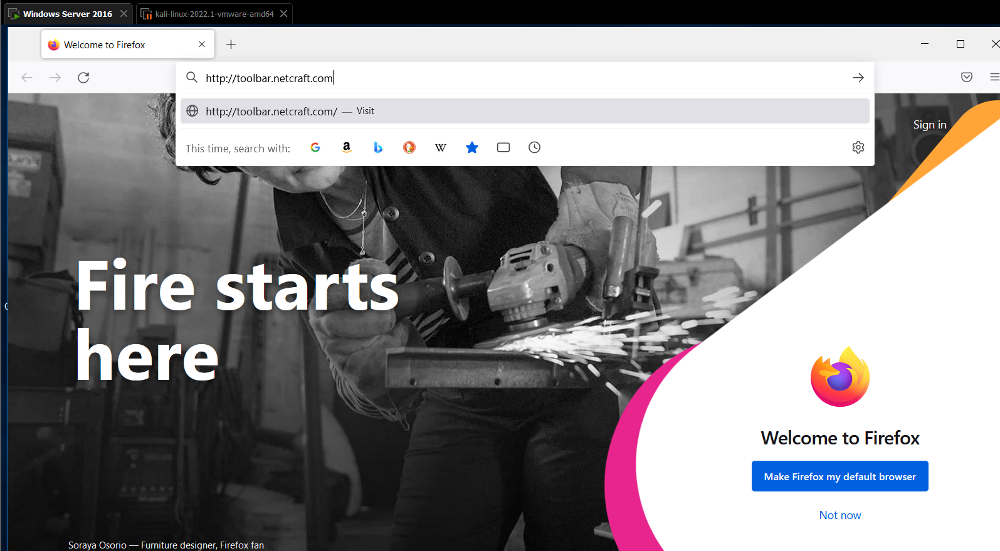 Windows Server 2016
kali-linux-2022.1-vmware-amd64
Welcome to Firefox
http://toolbar.netcraft.com
http://toolbar.netcraft.com/ — Visit
This time, search with:
Sign in
Fire starts
here
Welcome to Firefox
Make Firefox my default browser
Not now
Soraya Osorio — Furniture designer, Firefox fan